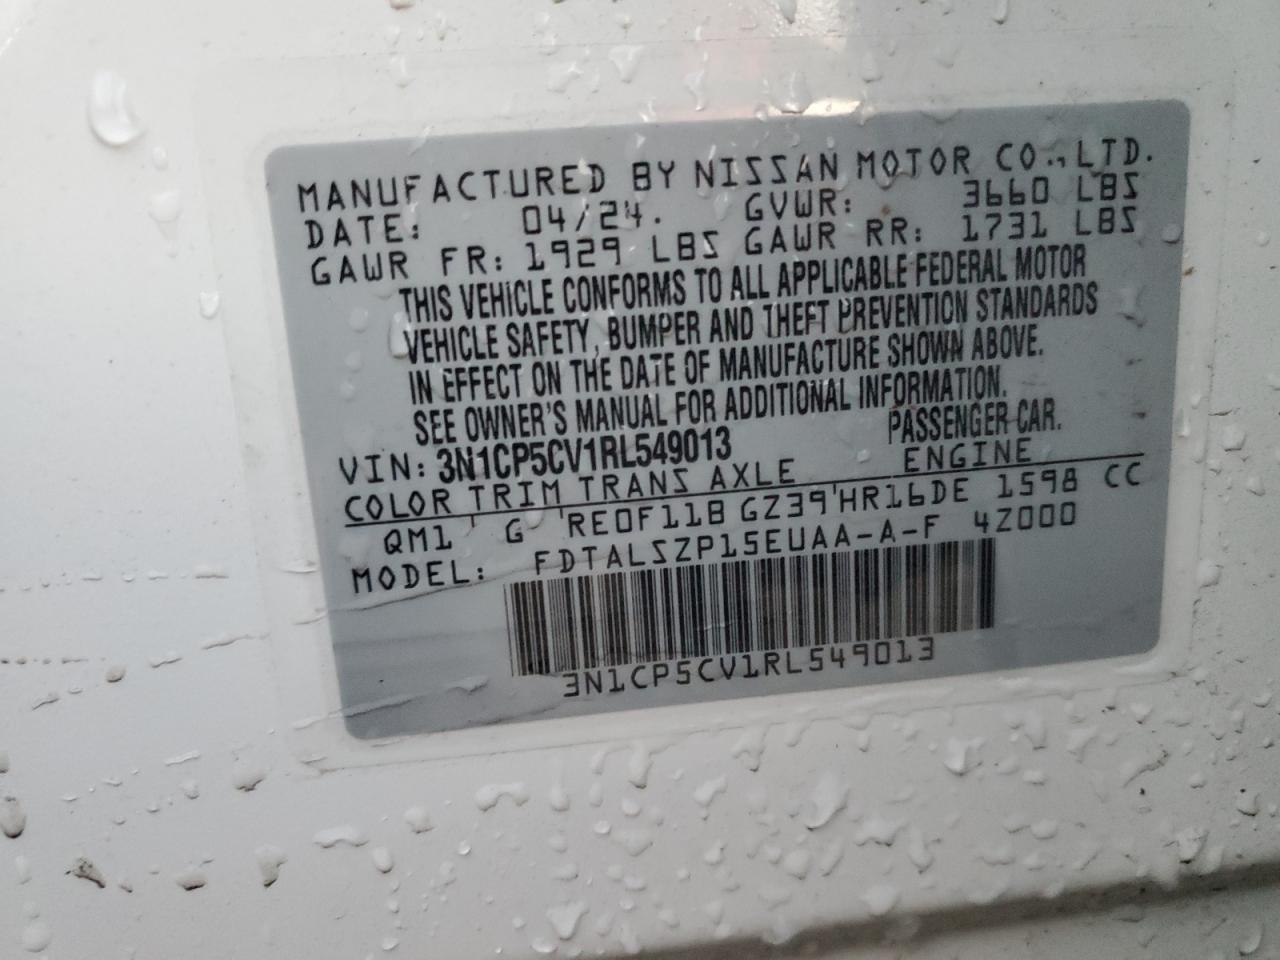 MANUFACTURED BY NISSAN MOTOR CO., LTD.
DATE: 04/24. GVWR: 3660 LBS
GAWR FR: 1929 LBS GAWR RR: 1731 LBS
THIS VEHICLE CONFORMS TO ALL APPLICABLE FEDERAL MOTOR
VEHICLE SAFETY, BUMPER AND THEFT PREVENTION STANDARDS
IN EFFECT ON THE DATE OF MANUFACTURE SHOWN ABOVE.
SEE OWNER'S MANUAL FOR ADDITIONAL INFORMATION.
VIN: 3N1CP5CV1RL549013 PASSENGER CAR.
COLOR TRIM TRANS AXLE ENGINE
QM1 G RE0F11B GZ39 HR16DE 1598 CC
MODEL: FDTALSZP15EUAA-A-F 4Z000
3N1CP5CV1RL549013